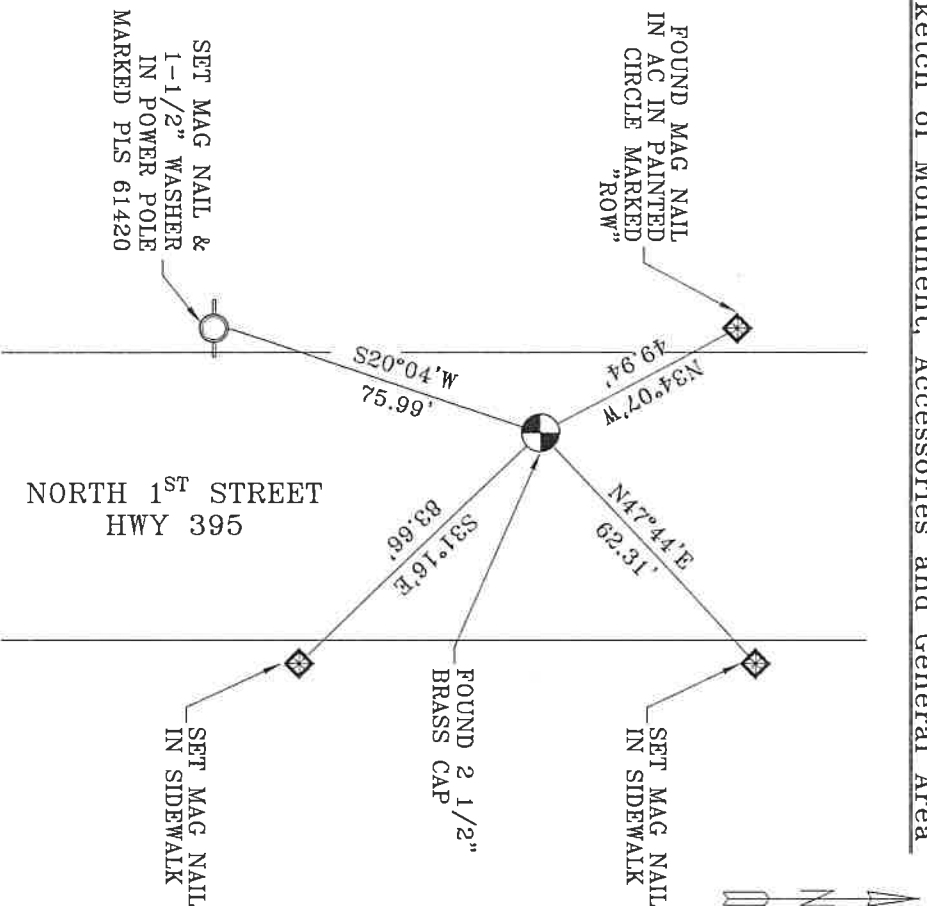 ketch of Monument, Accessories and General Area
FOUND MAG NAIL
IN AC IN PAINTED
CIRCLE MARKED
"ROW"
SET MAG NAIL &
1-1/2" WASHER
IN POWER POLE
MARKED PLS 61420
N34°07'W
49.94'
S20°04'W
75.99'
N47°44'E
62.31'
S31°16'E
83.66'
NORTH 1ST STREET
HWY 395
FOUND 2 1/2"
BRASS CAP
SET MAG NAIL
IN SIDEWALK
SET MAG NAIL
IN SIDEWALK
N